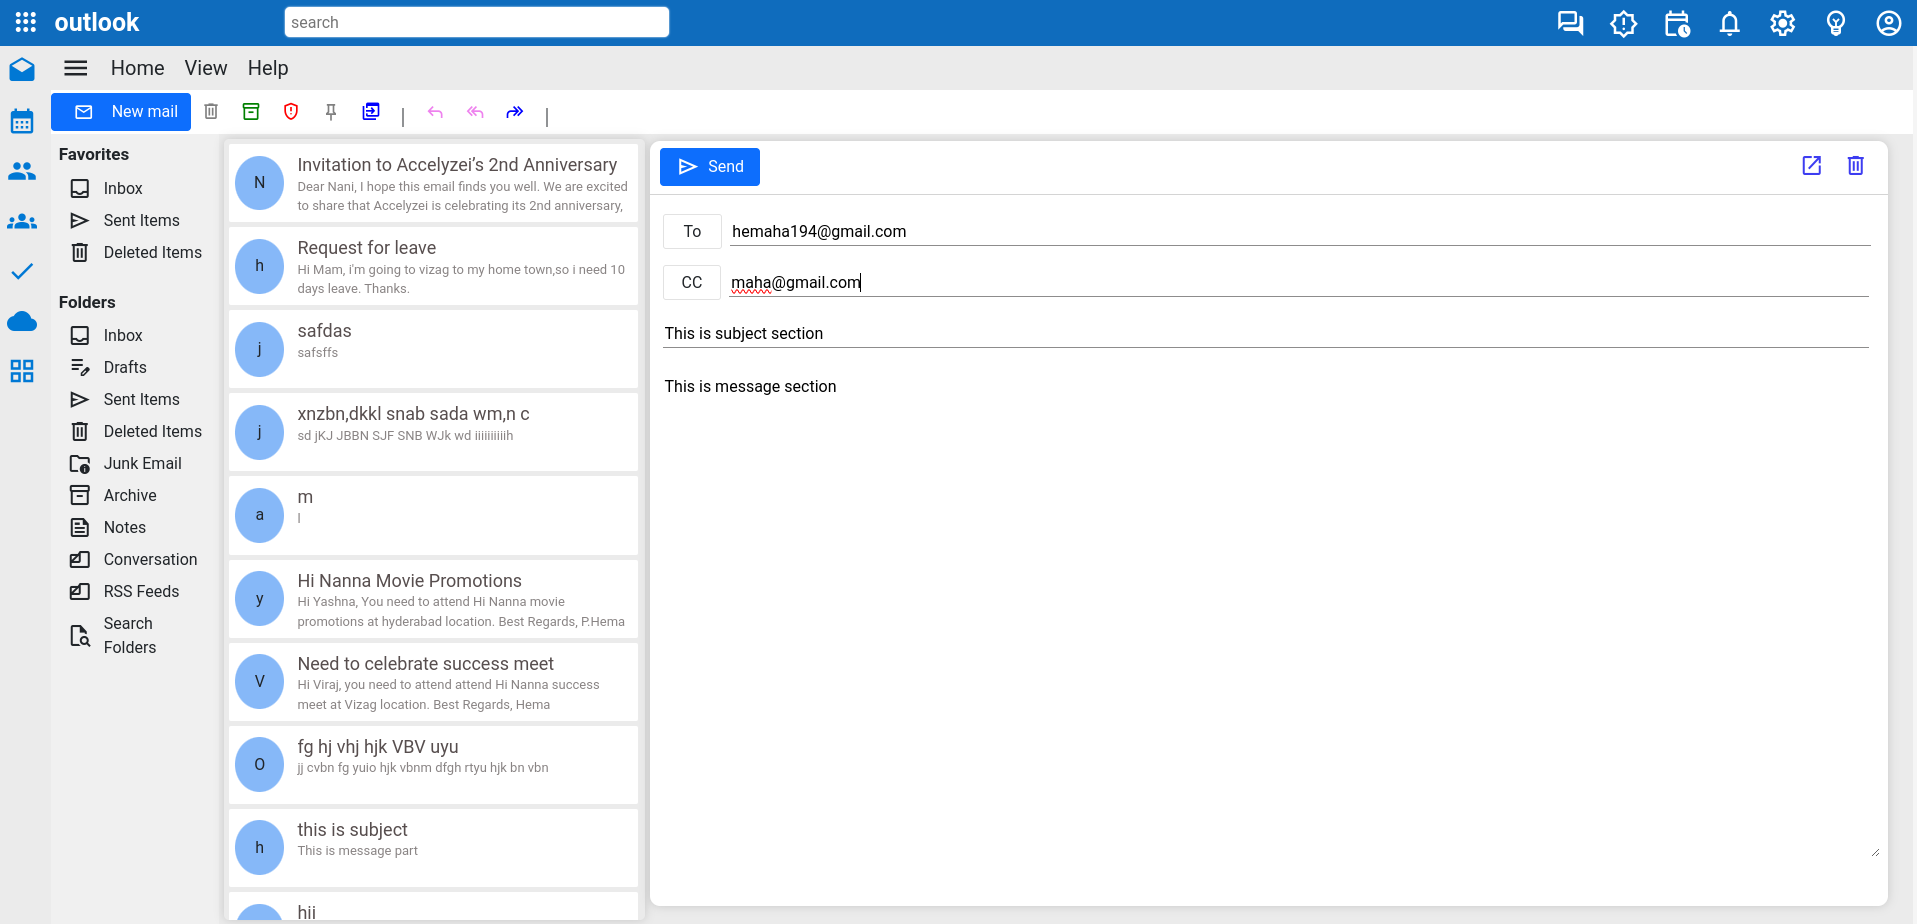 outlook
search
Home View Help
New mail
Favorites
Inbox
Sent Items
Deleted Items
Folders
Inbox
Drafts
Sent Items
Deleted Items
Junk Email
Archive
Notes
Conversation
RSS Feeds
Search
Folders
N
Invitation to Accelyzei’s 2nd Anniversary
Dear Nani, I hope this email finds you well. We are excited
to share that Accelyzei is celebrating its 2nd anniversary,
h
Request for leave
Hi Mam, i'm going to vizag to my home town,so i need 10
days leave. Thanks.
j
safdas
safsffs
j
xnzbn,dkkl snab sada wm,n c
sd jKJ JBBN SJF SNB WJk wd iiiiiiiiiih
a
m
l
y
Hi Nanna Movie Promotions
Hi Yashna, You need to attend Hi Nanna movie
promotions at hyderabad location. Best Regards, P.Hema
V
Need to celebrate success meet
Hi Viraj, you need to attend attend Hi Nanna success
meet at Vizag location. Best Regards, Hema
O
fg hj vhj hjk VBV uyu
jj cvbn fg yuio hjk vbnm dfgh rtyu hjk bn vbn
h
this is subject
This is message part
hii
Send
To hemaha194@gmail.com
CC maha@gmail.com
This is subject section
This is message section